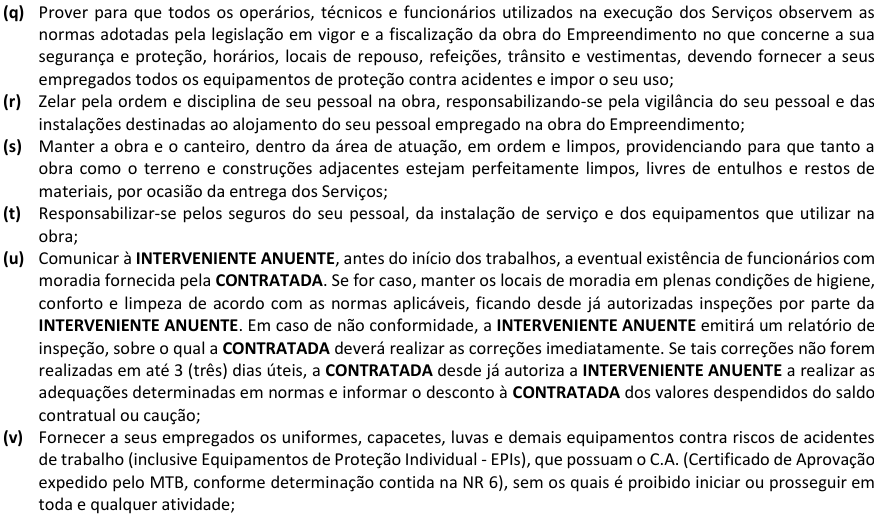 (q) Prover para que todos os operários, técnicos e funcionários utilizados na execução dos Serviços observem as
normas adotadas pela legislação em vigor e a fiscalização da obra do Empreendimento no que concerne a sua
segurança e proteção, horários, locais de repouso, refeições, trânsito e vestimentas, devendo fornecer a seus
empregados todos os equipamentos de proteção contra acidentes e impor o seu uso;
(r) Zelar pela ordem e disciplina de seu pessoal na obra, responsabilizando-se pela vigilância do seu pessoal e das
instalações destinadas ao alojamento do seu pessoal empregado na obra do Empreendimento;
(s) Manter a obra e o canteiro, dentro da área de atuação, em ordem e limpos, providenciando para que tanto a
obra como o terreno e construções adjacentes estejam perfeitamente limpos, livres de entulhos e restos de
materiais, por ocasião da entrega dos Serviços;
(t) Responsabilizar-se pelos seguros do seu pessoal, da instalação de serviço e dos equipamentos que utilizar na
obra;
(u) Comunicar à INTERVENIENTE ANUENTE, antes do início dos trabalhos, a eventual existência de funcionários com
moradia fornecida pela CONTRATADA. Se for caso, manter os locais de moradia em plenas condições de higiene,
conforto e limpeza de acordo com as normas aplicáveis, ficando desde já autorizadas inspeções por parte da
INTERVENIENTE ANUENTE. Em caso de não conformidade, a INTERVENIENTE ANUENTE emitirá um relatório de
inspeção, sobre o qual a CONTRATADA deverá realizar as correções imediatamente. Se tais correções não forem
realizadas em até 3 (três) dias úteis, a CONTRATADA desde já autoriza a INTERVENIENTE ANUENTE a realizar as
adequações determinadas em normas e informar o desconto à CONTRATADA dos valores despendidos do saldo
contratual ou caução;
(v) Fornecer a seus empregados os uniformes, capacetes, luvas e demais equipamentos contra riscos de acidentes
de trabalho (inclusive Equipamentos de Proteção Individual - EPIs), que possuam o C.A. (Certificado de Aprovação
expedido pelo MTB, conforme determinação contida na NR 6), sem os quais é proibido iniciar ou prosseguir em
toda e qualquer atividade;